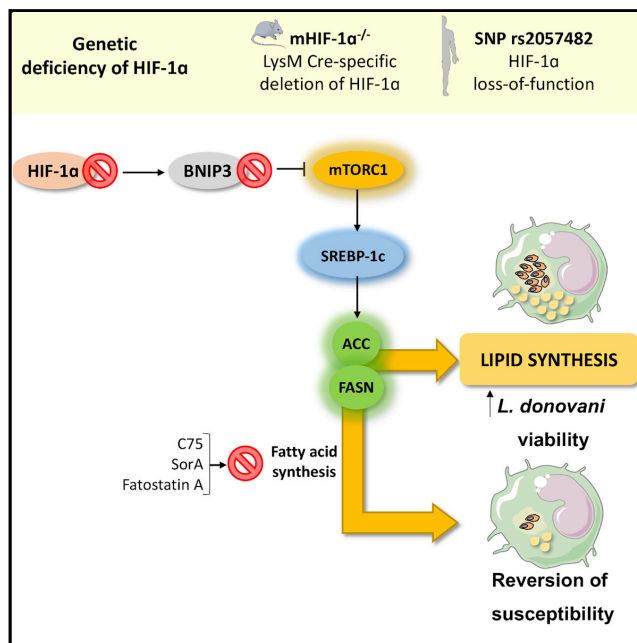 Genetic
deficiency of HIF-1α
mHIF-1α-/-
LysM Cre-specific
deletion of HIF-1α
SNP rs2057482
HIF-1α
loss-of-function
HIF-1α
BNIP3
mTORC1
SREBP-1c
ACC
FASN
LIPID SYNTHESIS
↑L. donovani
viability
C75
SorA
Fatostatin A
Fatty acid
synthesis
Reversion of
susceptibility